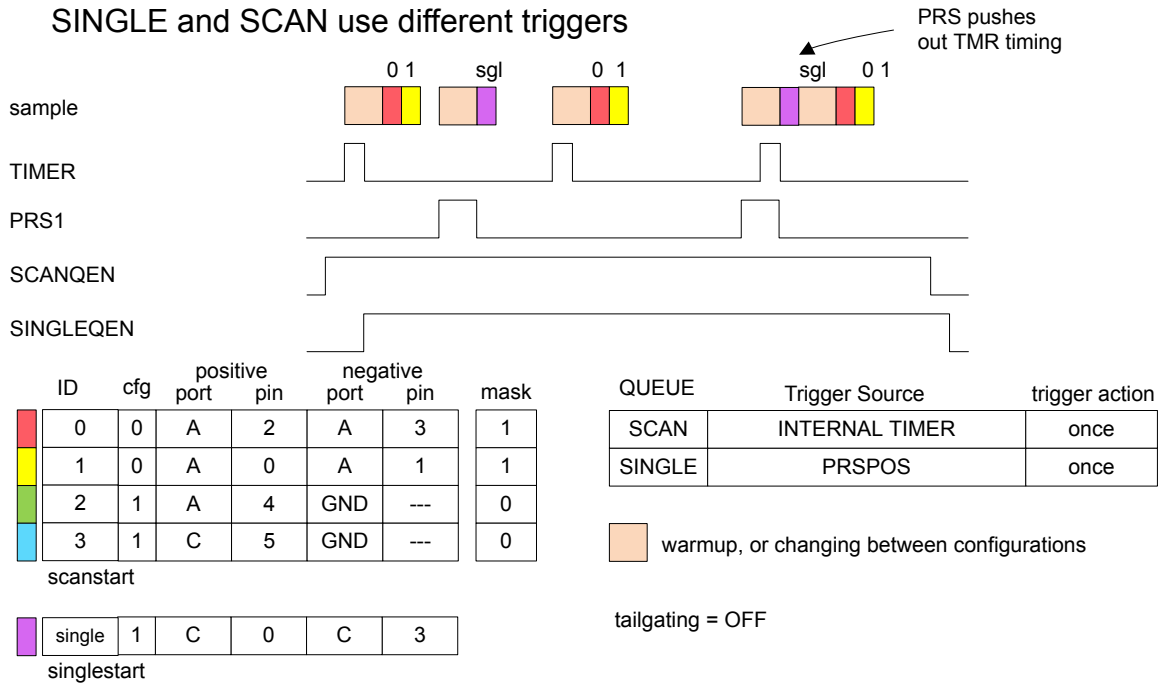 SINGLE and SCAN use different triggers
PRS pushes
out TMR timing
0 1 sgl 0 1 sgl 0 1
sample
TIMER
PRS1
SCANQEN
SINGLEQEN
positive negative
ID cfg port pin port pin mask
0 0 A 2 A 3 1
1 0 A 0 A 1 1
2 1 A 4 GND --- 0
3 1 C 5 GND --- 0
scanstart
single 1 C 0 C 3
singlestart
QUEUE Trigger Source trigger action
SCAN INTERNAL TIMER once
SINGLE PRSPOS once
warmup, or changing between configurations
tailgating = OFF